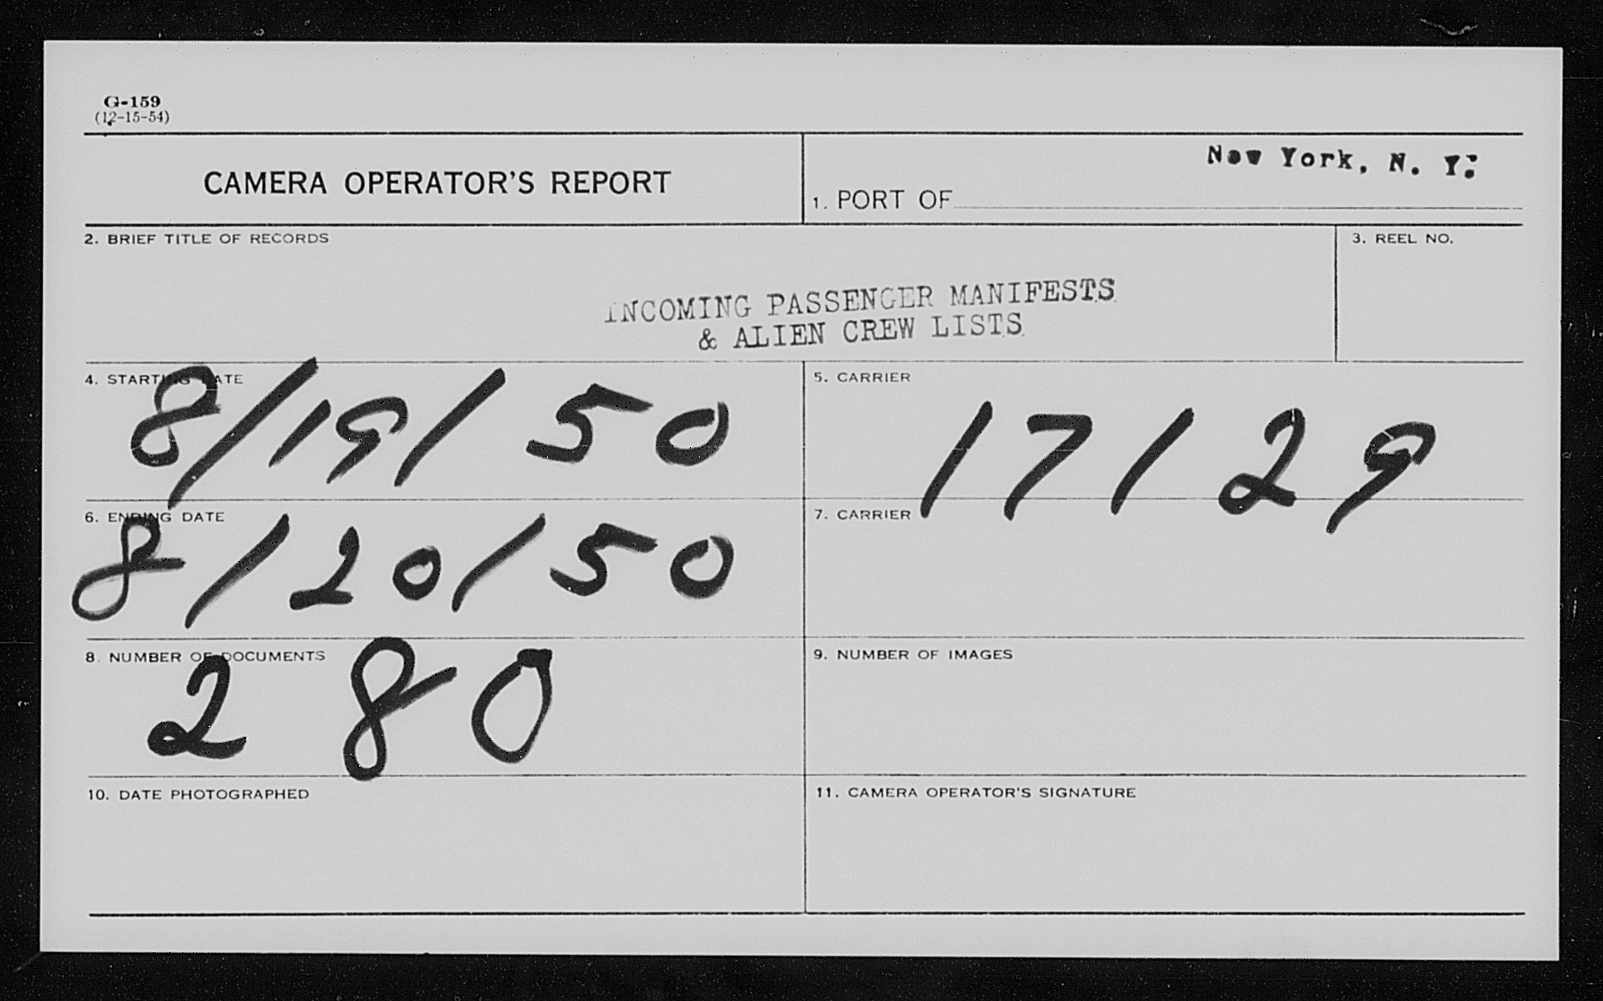 G-159
(12-15-54)
CAMERA OPERATOR'S REPORT
1. PORT OF New York, N. Y.
2. BRIEF TITLE OF RECORDS
INCOMING PASSENGER MANIFESTS
& ALIEN CREW LISTS
3. REEL NO.
4. STARTING DATE
8/19/50
5. CARRIER
17129
6. ENDING DATE
8/20/50
7. CARRIER
8. NUMBER OF DOCUMENTS
280
9. NUMBER OF IMAGES
10. DATE PHOTOGRAPHED
11. CAMERA OPERATOR'S SIGNATURE